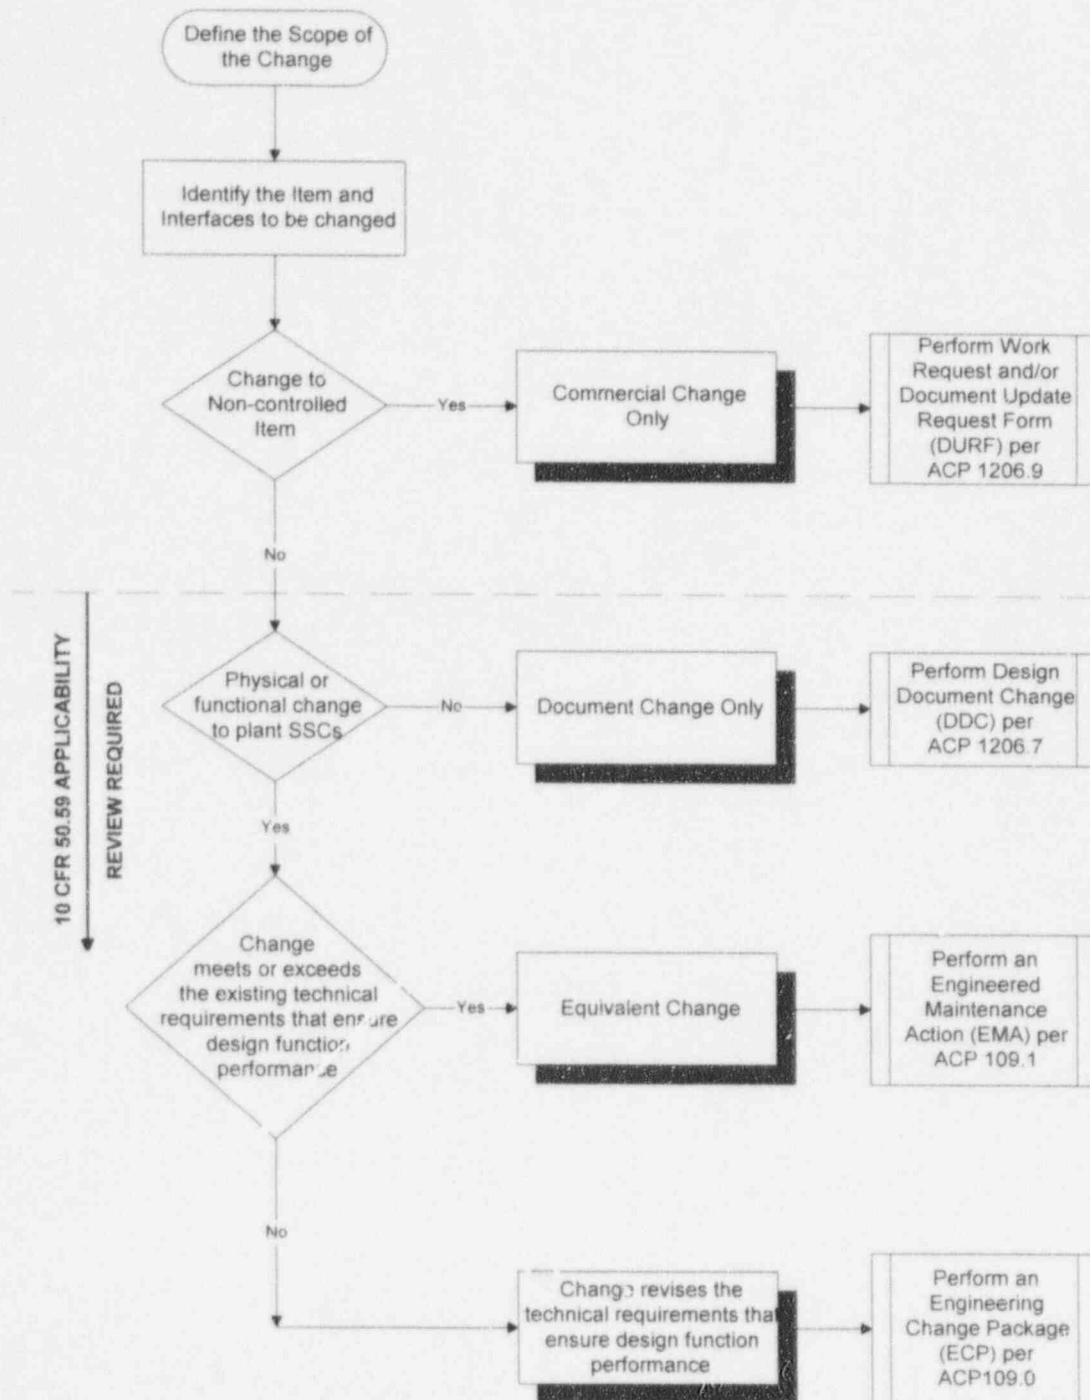 Define the Scope of
the Change
Identify the Item and
Interfaces to be changed
Change to
Non-controlled
Item
Yes
Commercial Change
Only
Perform Work
Request and/or
Document Update
Request Form
(DURF) per
ACP 1206.9
No
10 CFR 50.59 APPLICABILITY
REVIEW REQUIRED
Physical or
functional change
to plant SSCs
No
Document Change Only
Perform Design
Document Change
(DDC) per
ACP 1206.7
Yes
Change
meets or exceeds
the existing technical
requirements that ensure
design function
performance
Yes
Equivalent Change
Perform an
Engineered
Maintenance
Action (EMA) per
ACP 109.1
No
Change revises the
technical requirements that
ensure design function
performance
Perform an
Engineering
Change Package
(ECP) per
ACP109.0